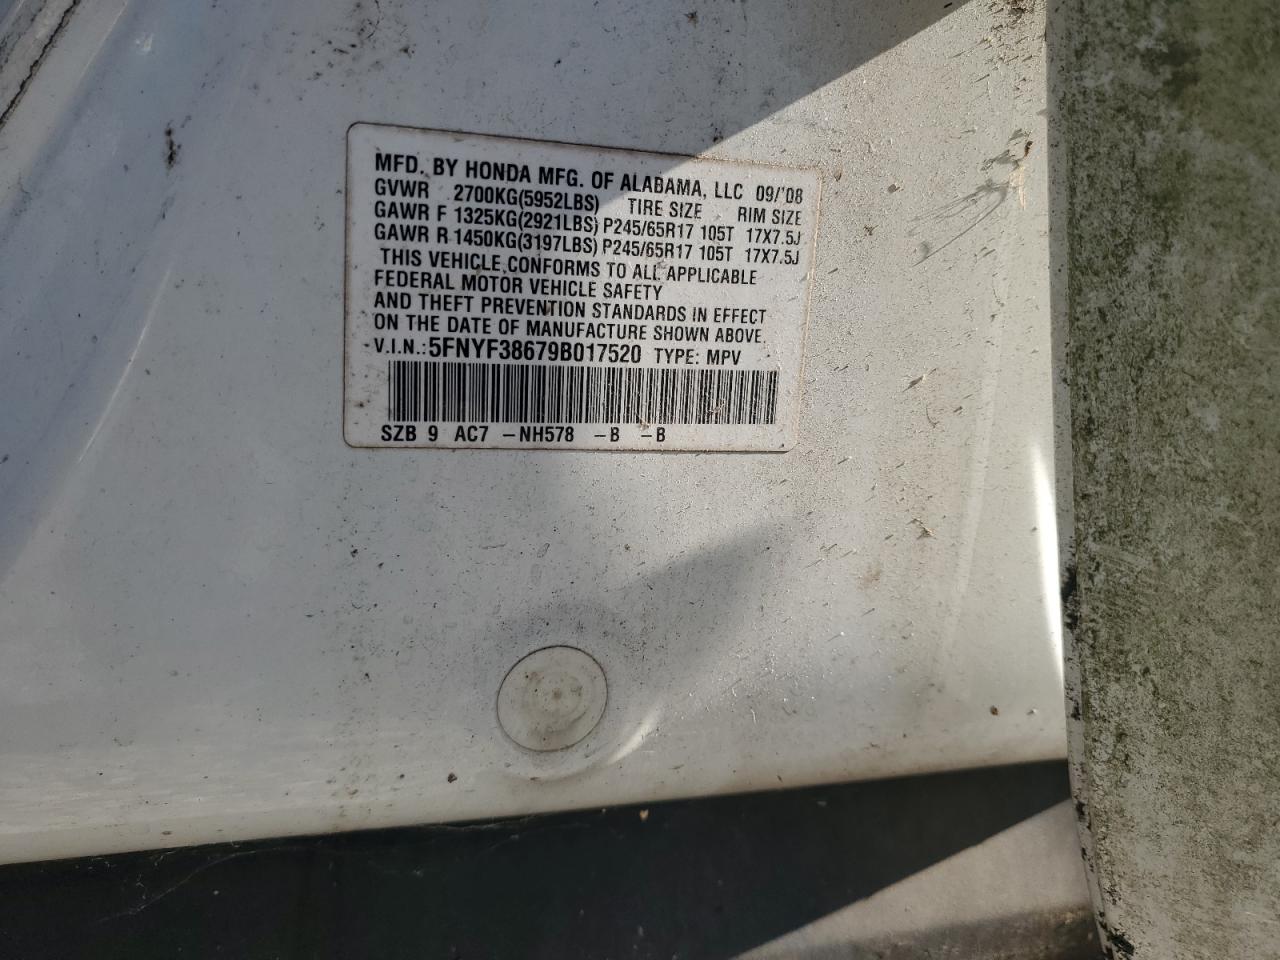 MFD. BY HONDA MFG. OF ALABAMA, LLC 09/'08
GVWR 2700KG(5952LBS) TIRE SIZE RIM SIZE
GAWR F 1325KG(2921LBS) P245/65R17 105T 17X7.5J
GAWR R 1450KG(3197LBS) P245/65R17 105T 17X7.5J
THIS VEHICLE CONFORMS TO ALL APPLICABLE
FEDERAL MOTOR VEHICLE SAFETY
AND THEFT PREVENTION STANDARDS IN EFFECT
ON THE DATE OF MANUFACTURE SHOWN ABOVE.
V.I.N.: 5FNYF38679B017520 TYPE: MPV
SZB 9 AC7 -NH578 -B -B